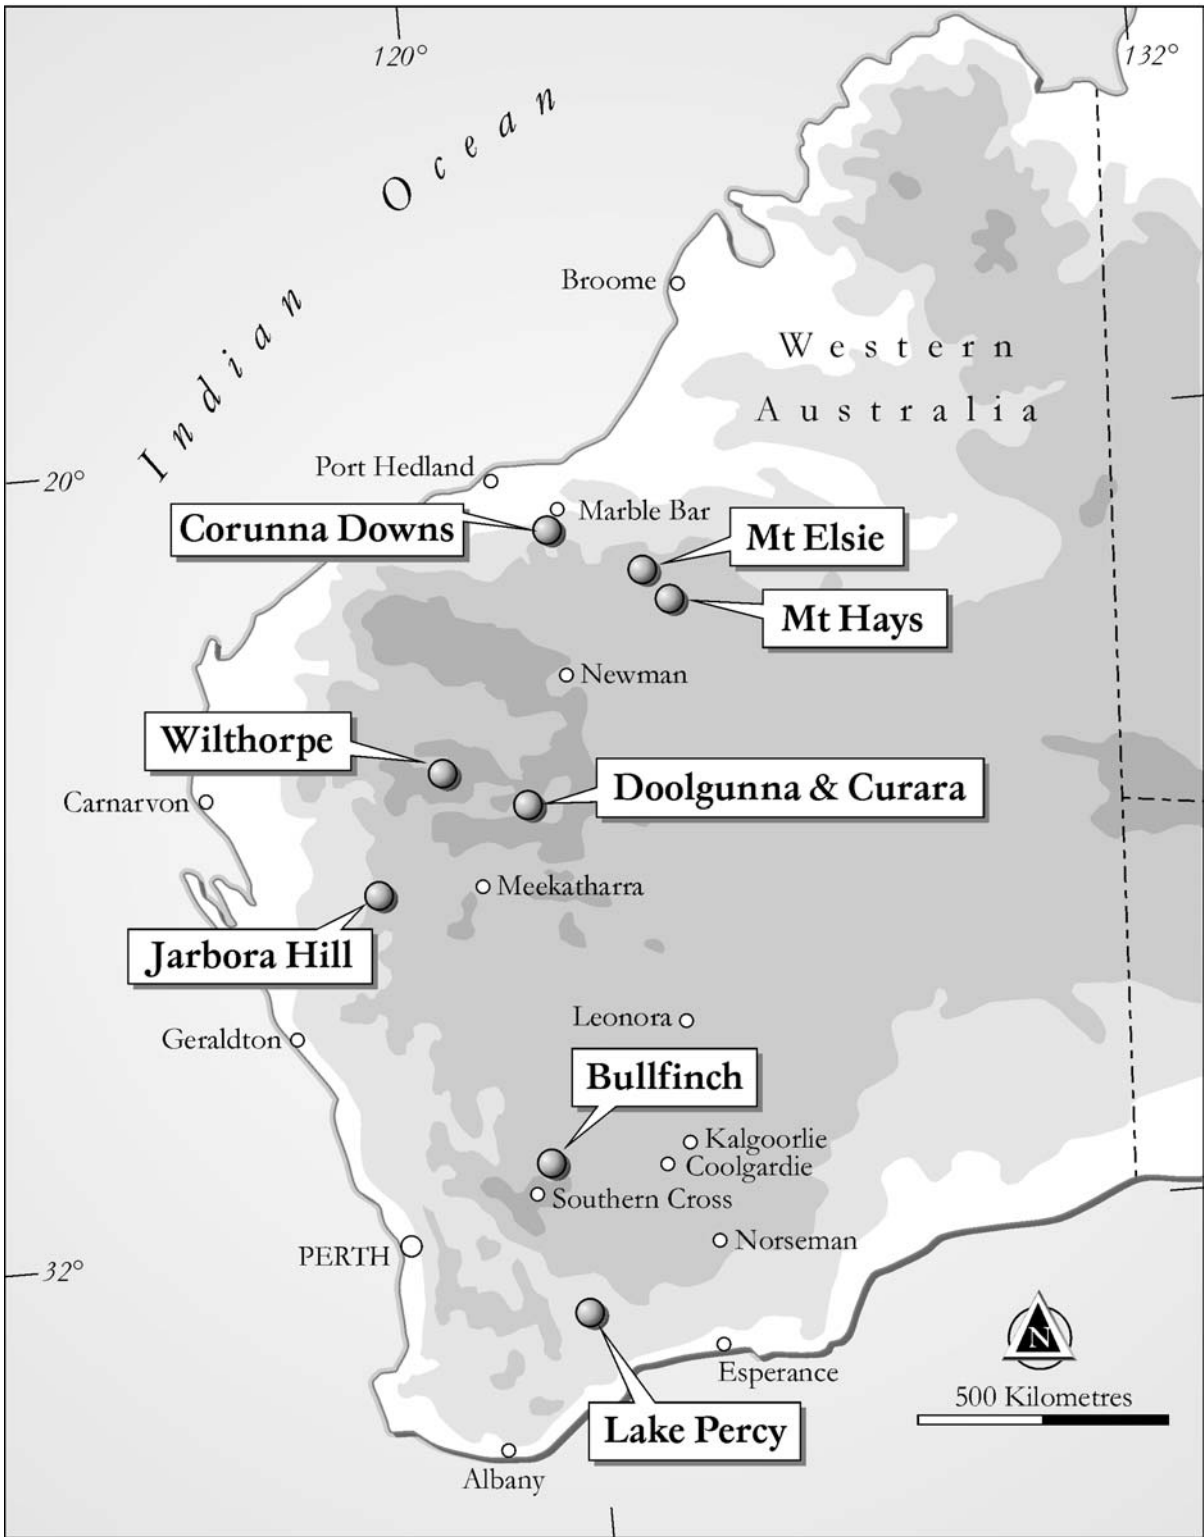 120°
132°
Indian Ocean
Broome
Western
Australia
Port Hedland
20°
Corunna Downs
Marble Bar
Mt Elsie
Mt Hays
Newman
Wilthorpe
Doolgunna & Curara
Carnarvon
Meekatharra
Jarbora Hill
Leonora
Geraldton
Bullfinch
Kalgoorlie
Coolgardie
Southern Cross
PERTH
Norseman
32°
N
Esperance
500 Kilometres
Lake Percy
Albany